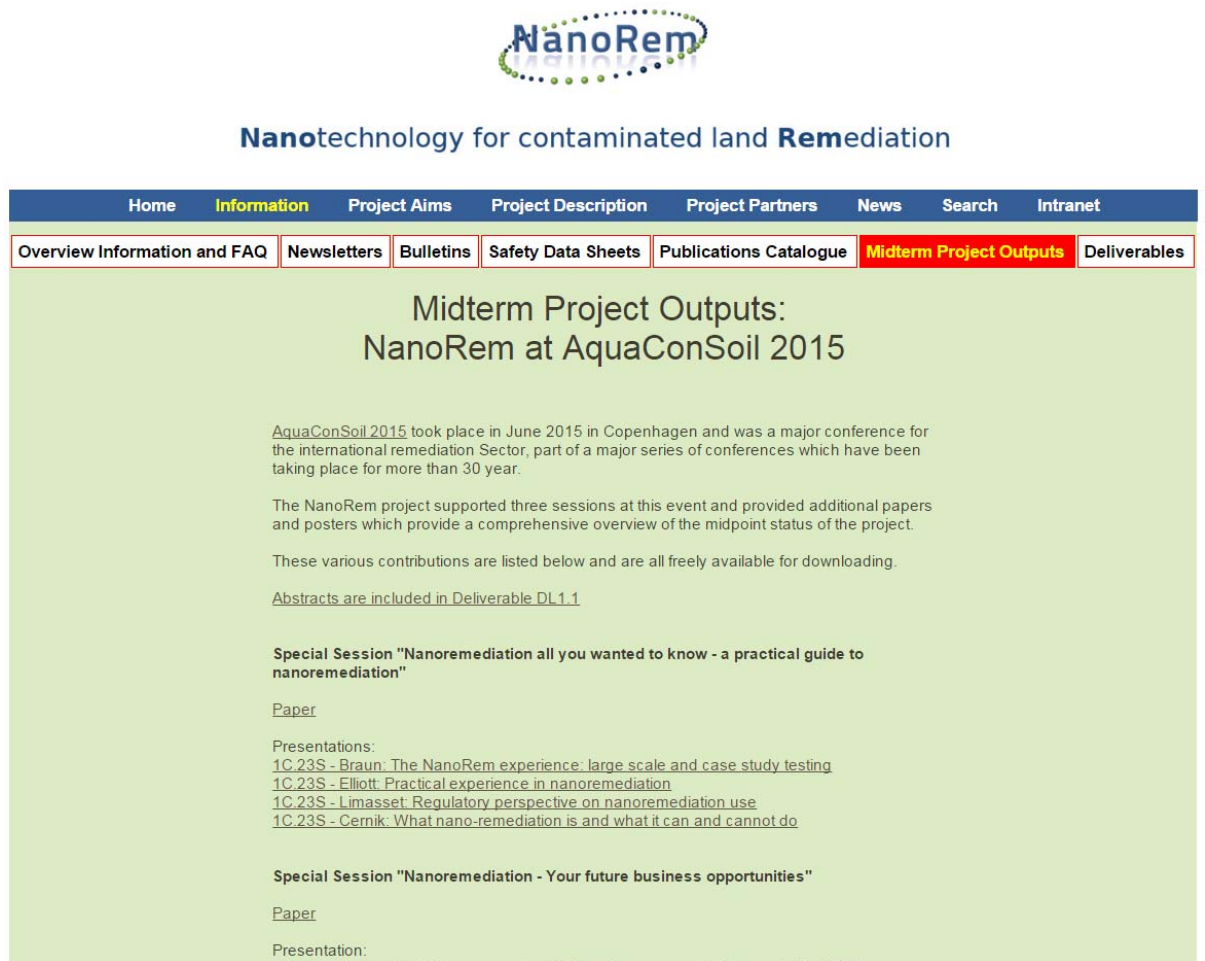 NanoRem
Nanotechnology for contaminated land Remediation
Home Information Project Aims Project Description Project Partners News Search Intranet
Overview Information and FAQ Newsletters Bulletins Safety Data Sheets Publications Catalogue Midterm Project Outputs Deliverables
Midterm Project Outputs:
NanoRem at AquaConSoil 2015
AquaConSoil 2015 took place in June 2015 in Copenhagen and was a major conference for
the international remediation Sector, part of a major series of conferences which have been
taking place for more than 30 year.
The NanoRem project supported three sessions at this event and provided additional papers
and posters which provide a comprehensive overview of the midpoint status of the project.
These various contributions are listed below and are all freely available for downloading.
Abstracts are included in Deliverable DL1.1
Special Session "Nanoremediation all you wanted to know - a practical guide to
nanoremediation"
Paper
Presentations:
1C.23S - Braun: The NanoRem experience: large scale and case study testing
1C.23S - Elliott: Practical experience in nanoremediation
1C.23S - Limasset: Regulatory perspective on nanoremediation use
1C.23S - Cernik: What nano-remediation is and what it can and cannot do
Special Session "Nanoremediation - Your future business opportunities"
Paper
Presentation: